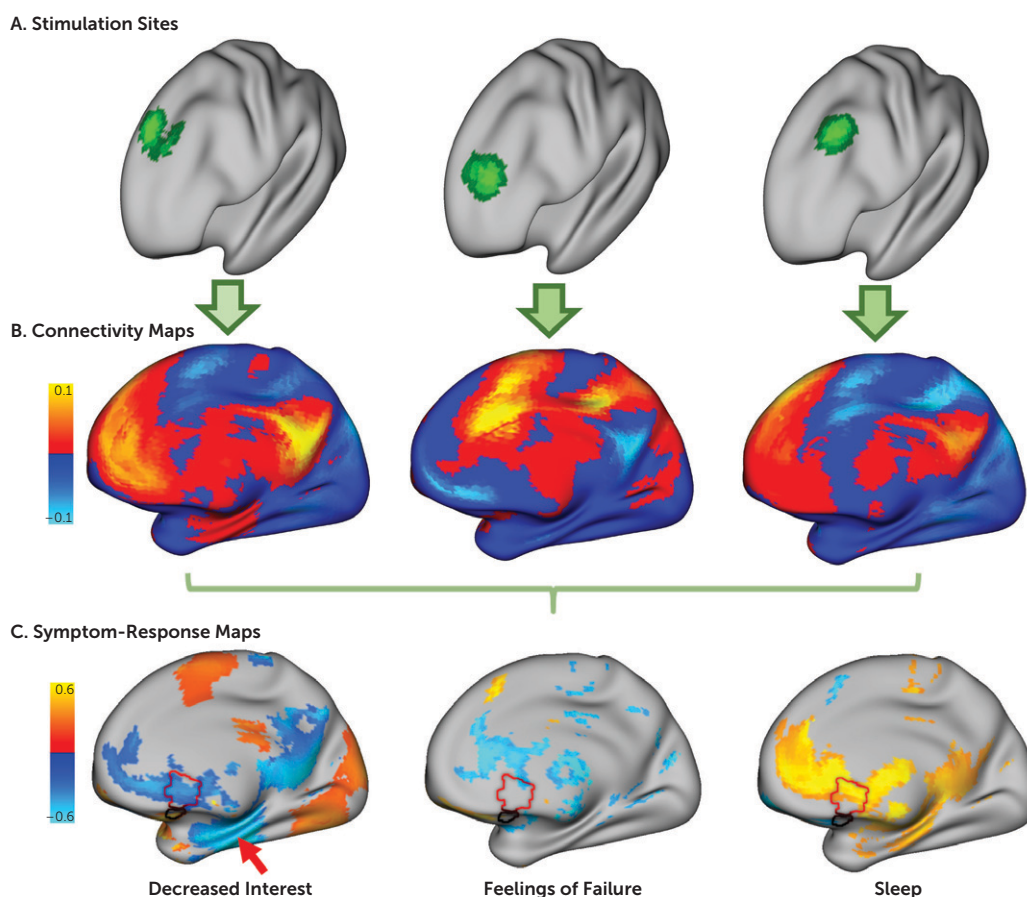 A. Stimulation Sites
B. Connectivity Maps
0.1
−0.1
C. Symptom-Response Maps
0.6
−0.6
Decreased Interest
Feelings of Failure
Sleep